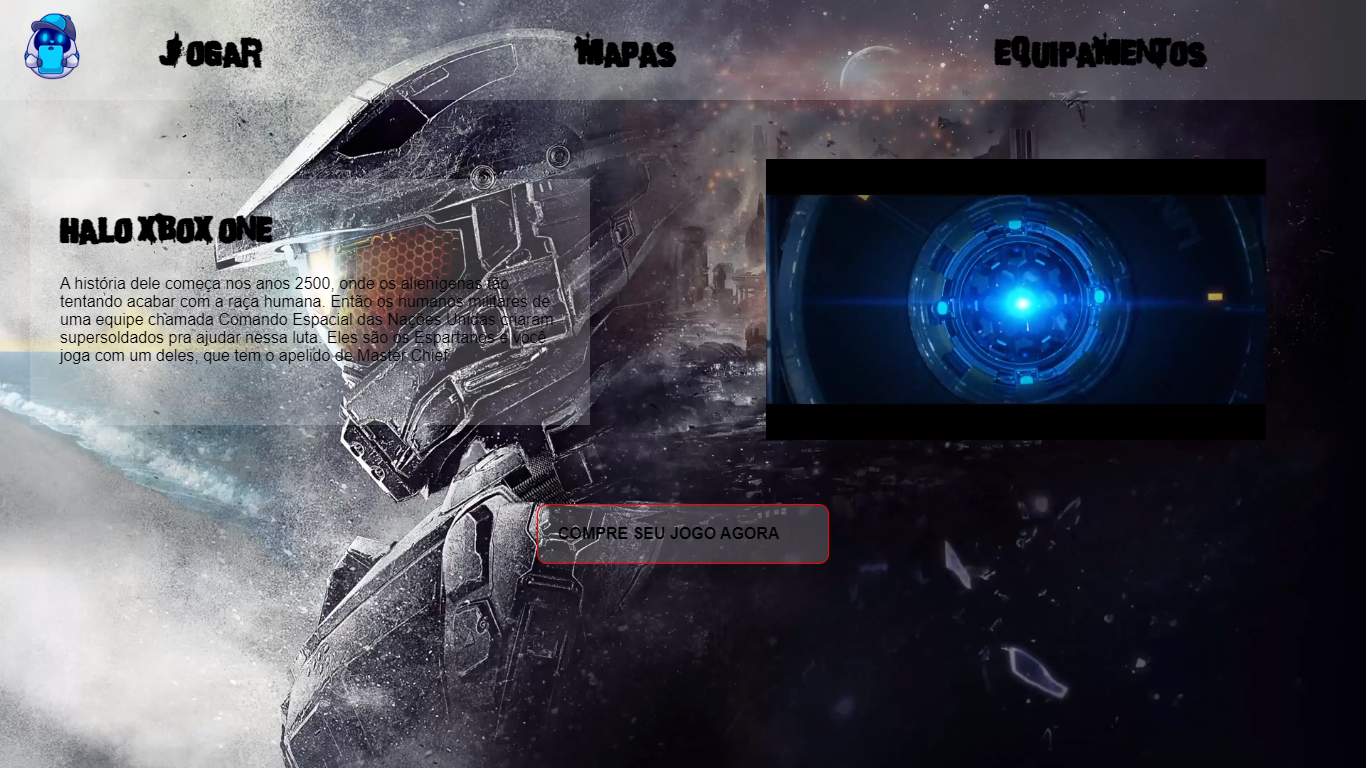 JOGAR
MAPAS
EQUIPAMENTOS
HALO XBOX ONE
A história dele começa nos anos 2500, onde os alienígenas tão
tentando acabar com a raça humana. Então os humanos militares de
uma equipe chamada Comando Espacial das Nações Unidas criaram
supersoldados pra ajudar nessa luta. Eles são os Espartanos e você
joga com um deles, que tem o apelido de Master Chief.
COMPRE SEU JOGO AGORA